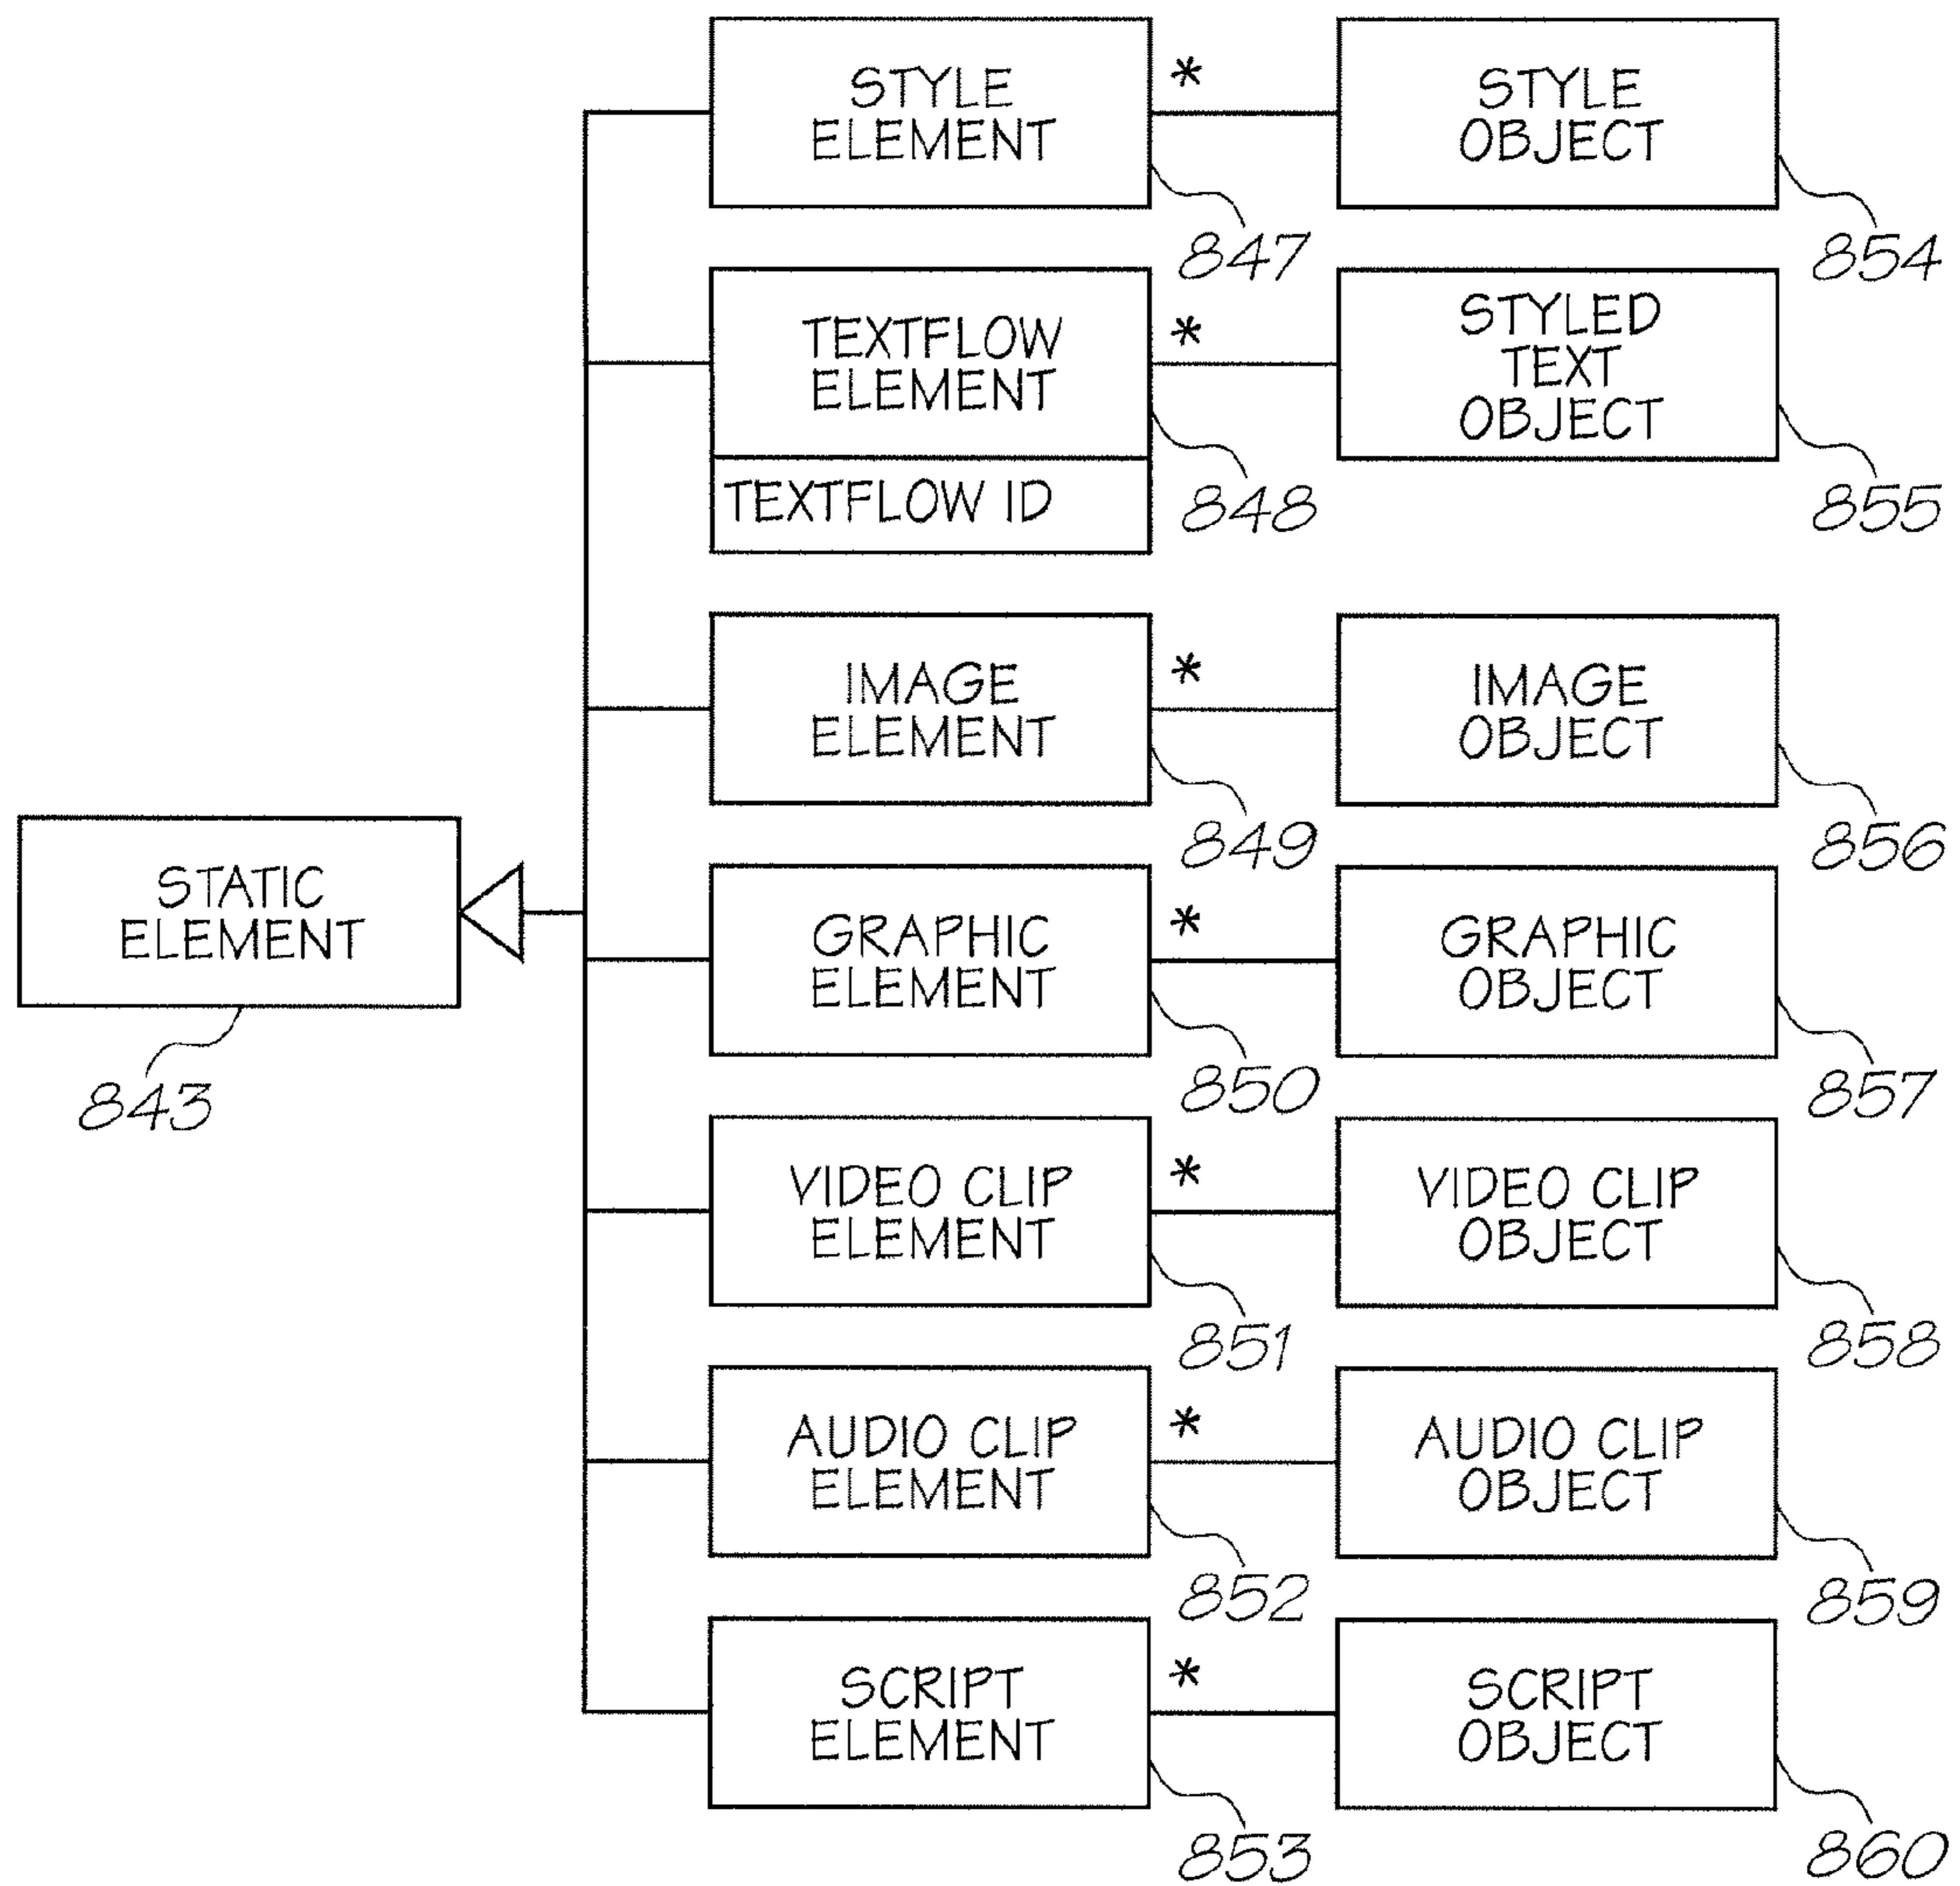 STYLE
ELEMENT
*
STYLE
OBJECT
847
854
TEXTFLOW
ELEMENT
*
STYLED
TEXT
OBJECT
TEXTFLOW ID
848
855
IMAGE
ELEMENT
*
IMAGE
OBJECT
849
856
STATIC
ELEMENT
843
GRAPHIC
ELEMENT
*
GRAPHIC
OBJECT
850
857
VIDEO CLIP
ELEMENT
*
VIDEO CLIP
OBJECT
851
858
AUDIO CLIP
ELEMENT
*
AUDIO CLIP
OBJECT
852
859
SCRIPT
ELEMENT
*
SCRIPT
OBJECT
853
860